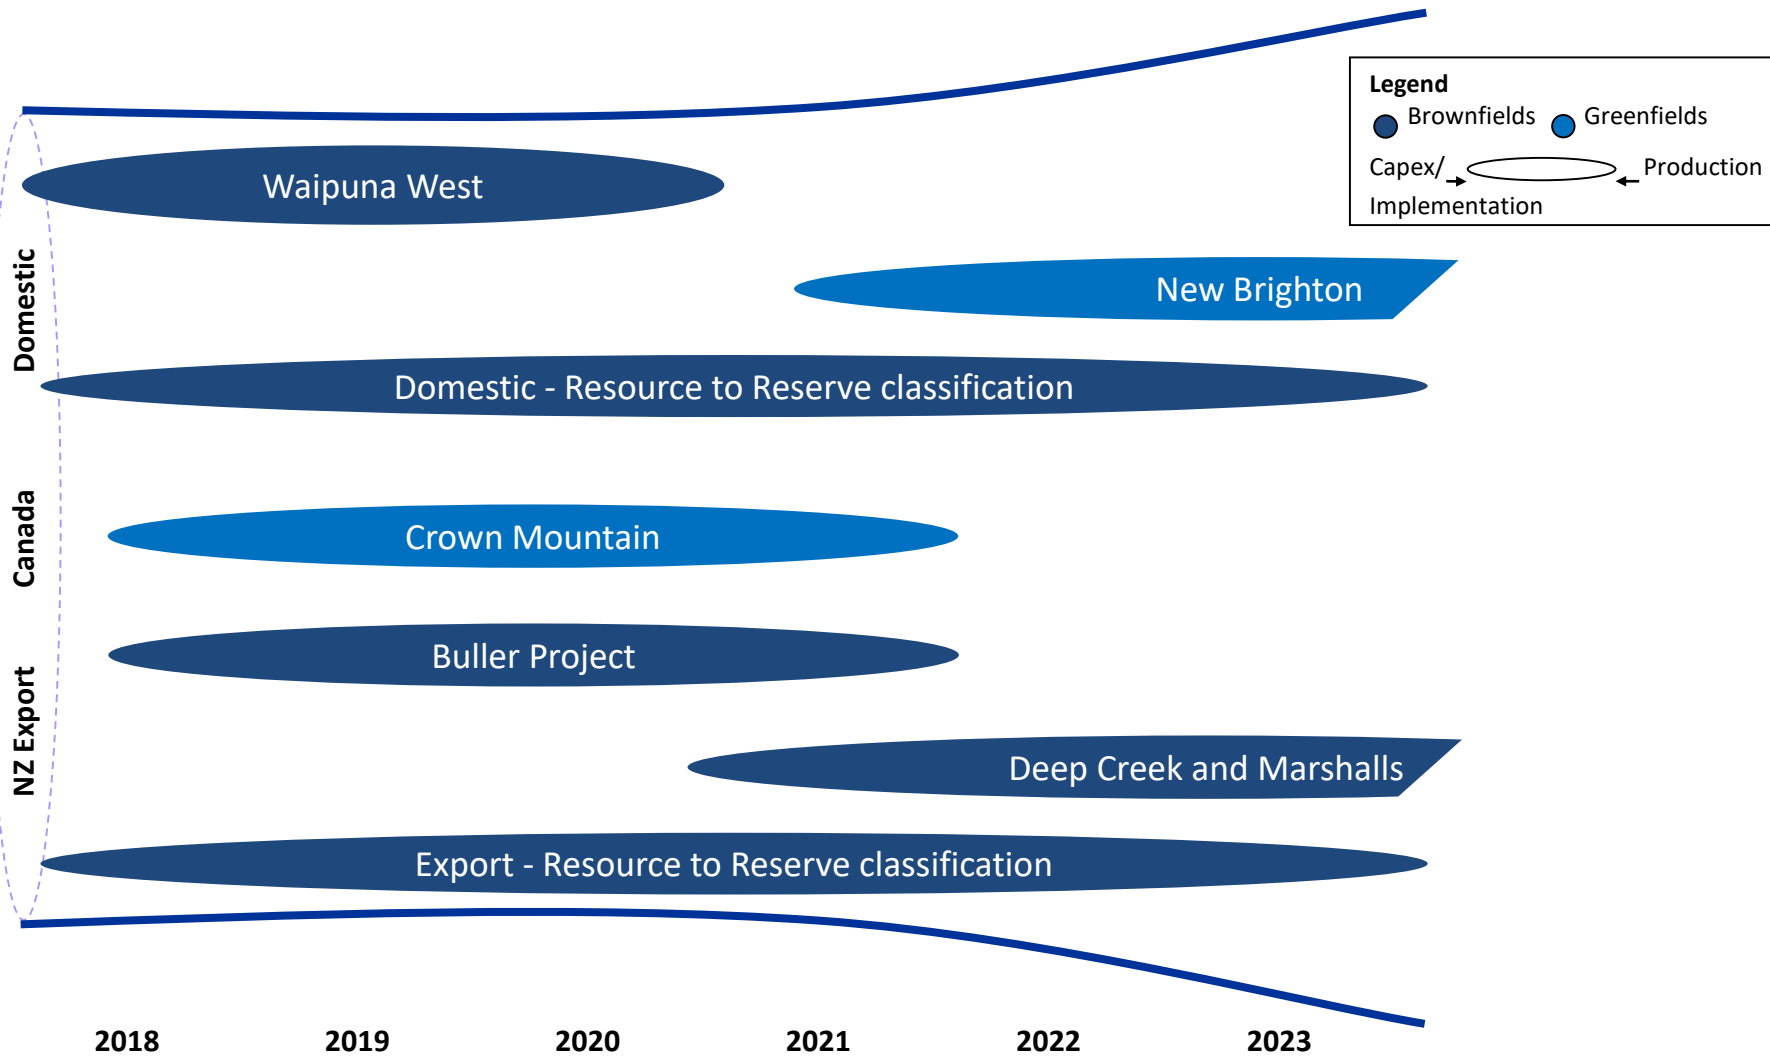 Legend
Brownfields Greenfields
Capex/ Production
Implementation
Domestic
Waipuna West
New Brighton
Domestic - Resource to Reserve classification
Canada
Crown Mountain
NZ Export
Buller Project
Deep Creek and Marshalls
Export - Resource to Reserve classification
2018 2019 2020 2021 2022 2023